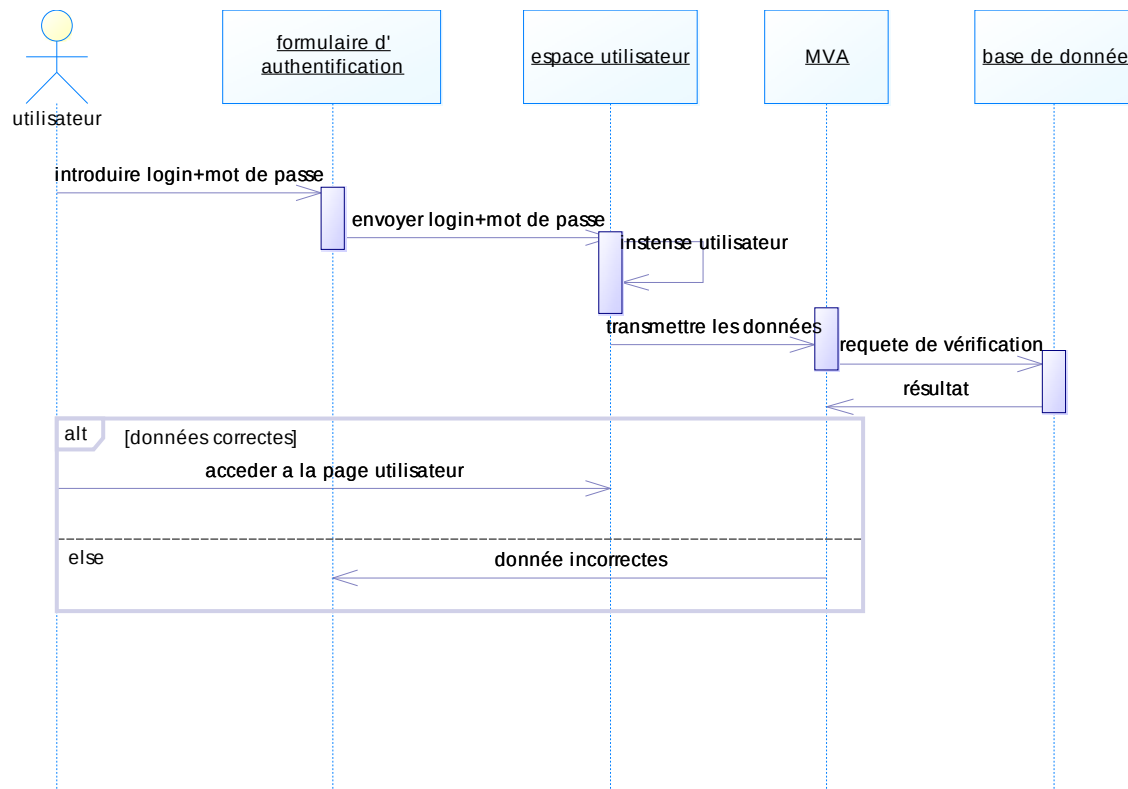 formulaire d'
authentification
espace utilisateur
MVA
base de donnée
utilisateur
introduire login+mot de passe
envoyer login+mot de passe
instense utilisateur
transmettre les données
requete de vérification
résultat
alt
[données correctes]
acceder a la page utilisateur
else
donnée incorrectes